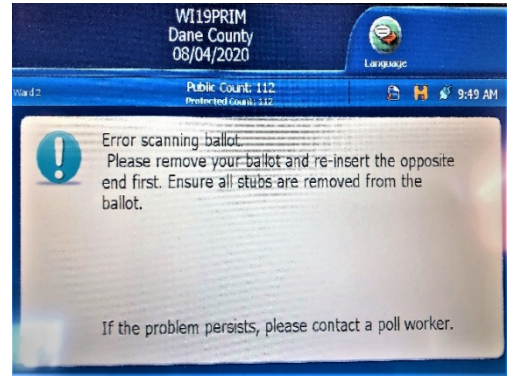 WI19PRIM
Dane County
08/04/2020
Language
Ward 2
Public Count: 112
Protected Count: 112
9:49 AM
Error scanning ballot.
Please remove your ballot and re-insert the opposite
end first. Ensure all stubs are removed from the
ballot.
If the problem persists, please contact a poll worker.